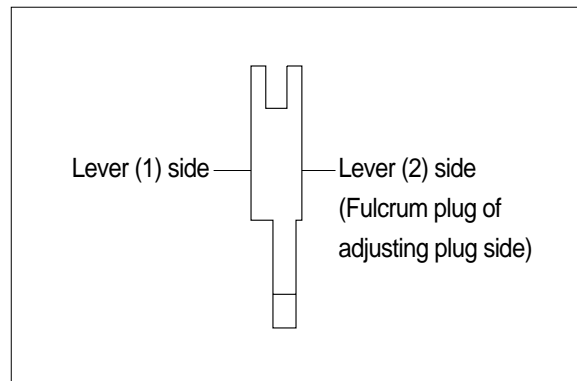 Lever (1) side
Lever (2) side
(Fulcrum plug of
adjusting plug side)